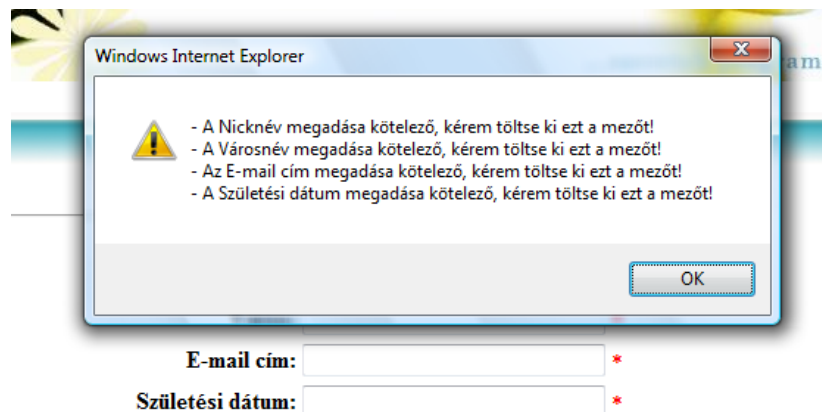 Windows Internet Explorer
am
- A Nicknév megadása kötelező, kérem töltse ki ezt a mezőt!
- A Városnév megadása kötelező, kérem töltse ki ezt a mezőt!
- Az E-mail cím megadása kötelező, kérem töltse ki ezt a mezőt!
- A Születési dátum megadása kötelező, kérem töltse ki ezt a mezőt!
OK
E-mail cím: *
Születési dátum: *